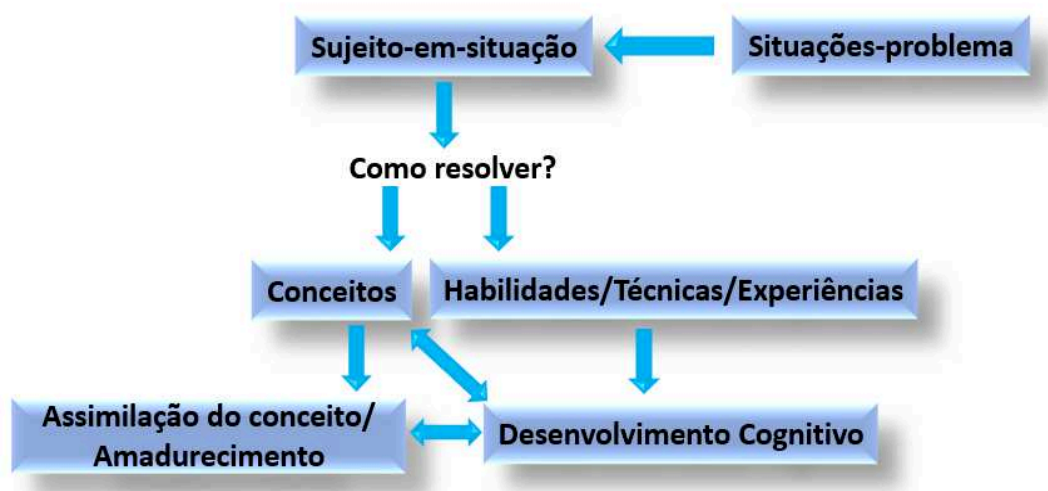 Sujeito-em-situação
Situações-problema
Como resolver?
Conceitos
Habilidades/Técnicas/Experiências
Assimilação do conceito/
Amadurecimento
Desenvolvimento Cognitivo